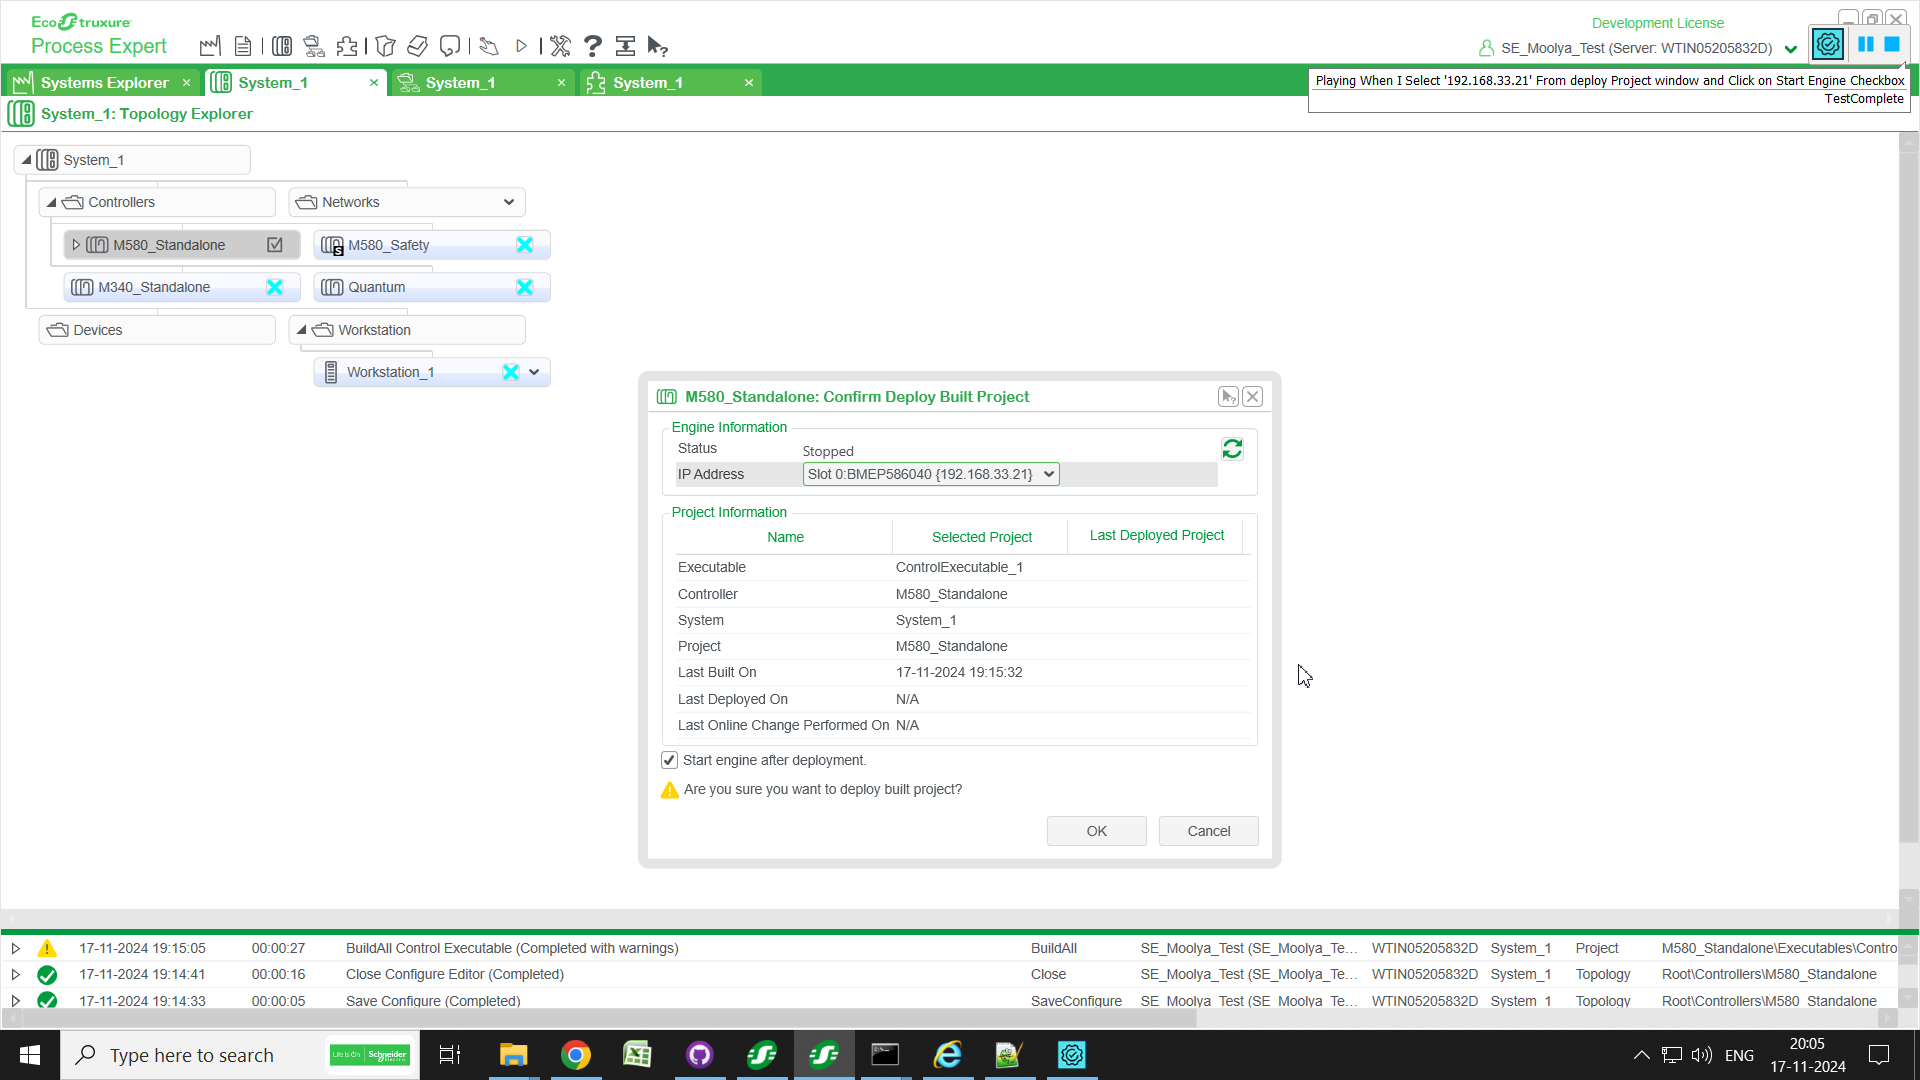 EcoStruxure
Process Expert
Development License
SE_Moolya_Test (Server: WTIN05205832D)
Systems Explorer
System_1
System_1
System_1
Playing When I Select '192.168.33.21' From deploy Project window and Click on Start Engine Checkbox
TestComplete
System_1: Topology Explorer
System_1
Controllers
Networks
M580_Standalone
M580_Safety
M340_Standalone
Quantum
Devices
Workstation
Workstation_1
M580_Standalone: Confirm Deploy Built Project
Engine Information
Status Stopped
IP Address Slot 0:BMEP586040 {192.168.33.21}
Project Information
Name Selected Project Last Deployed Project
Executable ControlExecutable_1
Controller M580_Standalone
System System_1
Project M580_Standalone
Last Built On 17-11-2024 19:15:32
Last Deployed On N/A
Last Online Change Performed On N/A
Start engine after deployment.
Are you sure you want to deploy built project?
OK Cancel
17-11-2024 19:15:05 00:00:27 BuildAll Control Executable (Completed with warnings) BuildAll SE_Moolya_Test (SE_Moolya_Te... WTIN05205832D System_1 Project M580_Standalone\Executables\Contro
17-11-2024 19:14:41 00:00:16 Close Configure Editor (Completed) Close SE_Moolya_Test (SE_Moolya_Te... WTIN05205832D System_1 Topology Root\Controllers\M580_Standalone
17-11-2024 19:14:33 00:00:05 Save Configure (Completed) SaveConfigure SE_Moolya_Test (SE_Moolya_Te... WTIN05205832D System_1 Topology Root\Controllers\M580_Standalone
Type here to search
Life Is On Schneider Electric
ENG
20:05
17-11-2024